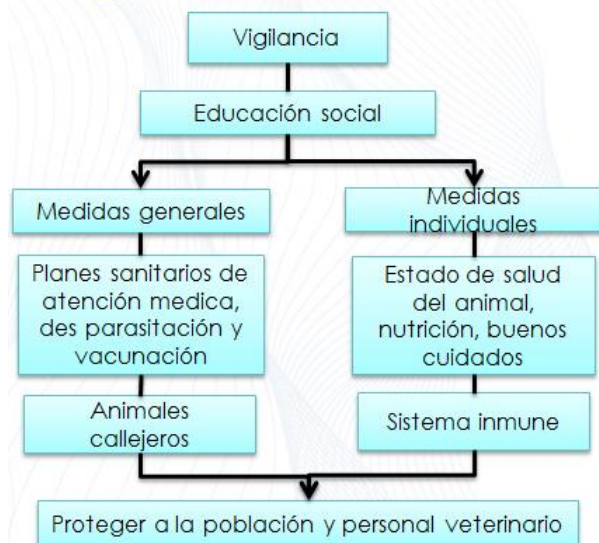 Vigilancia
Educación social
Medidas generales
Medidas
individuales
Planes sanitarios de
atención medica,
des parasitación y
vacunación
Estado de salud
del animal,
nutrición, buenos
cuidados
Animales
callejeros
Sistema inmune
Proteger a la población y personal veterinario